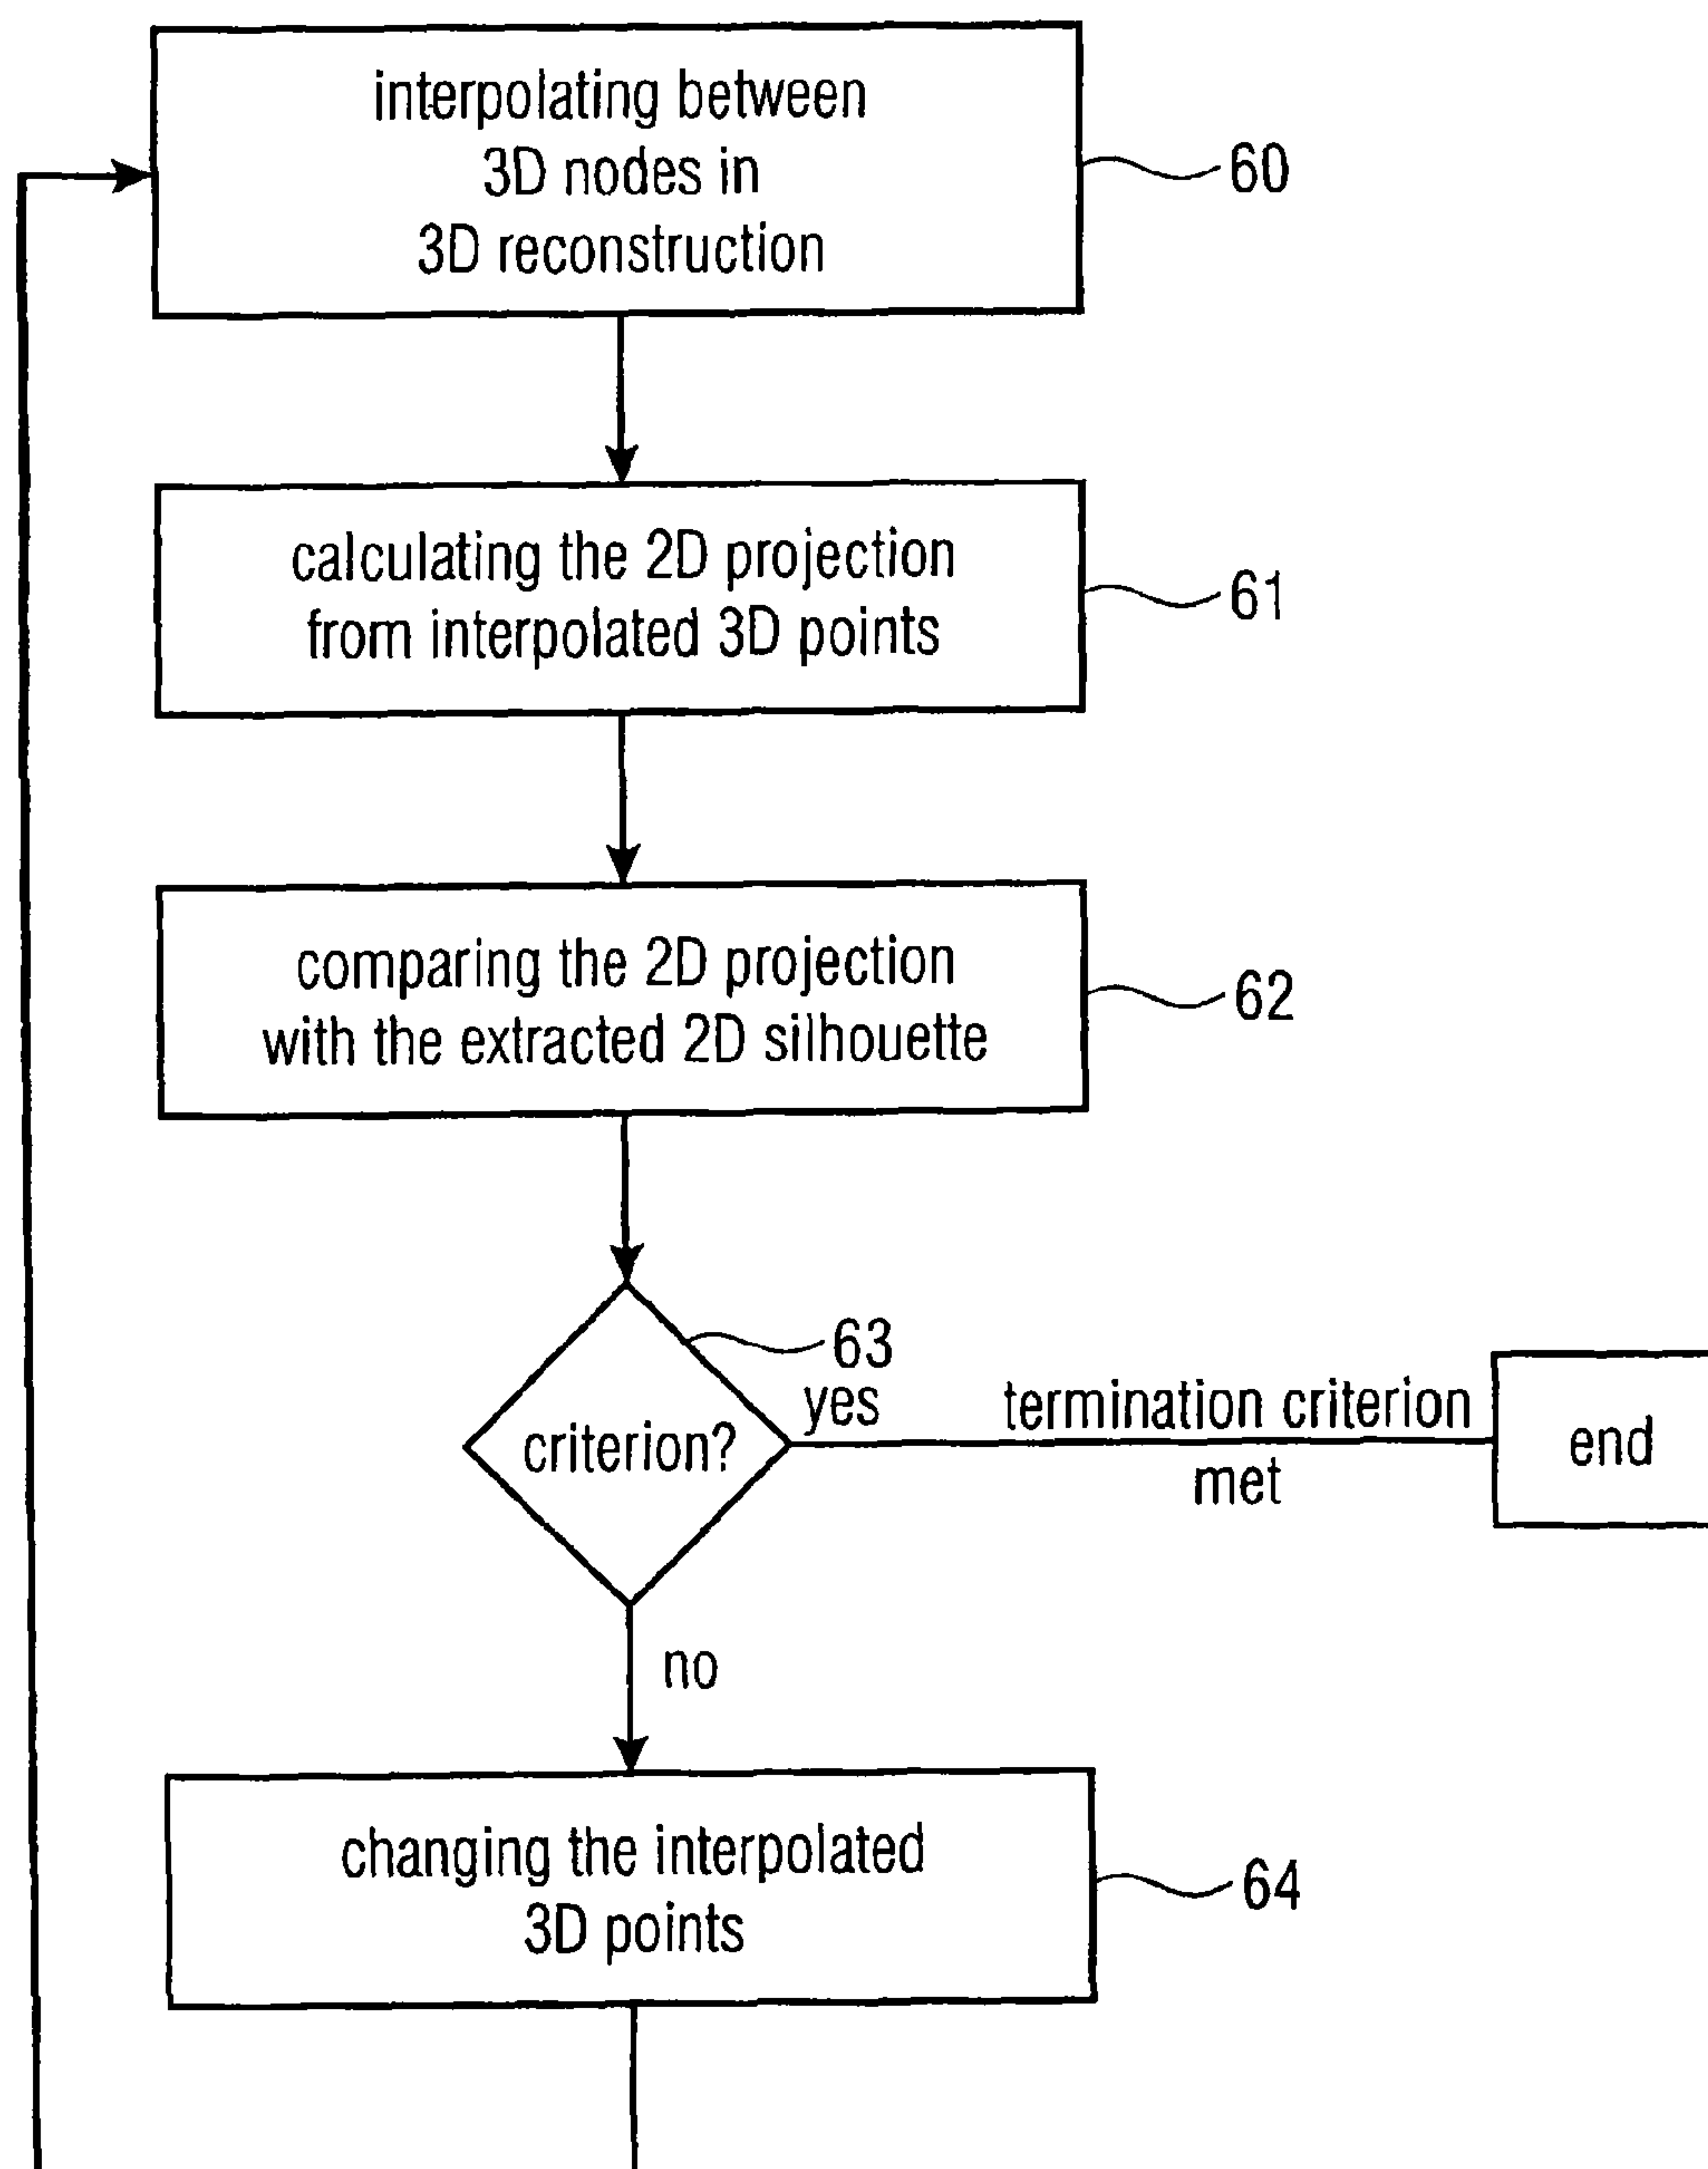 interpolating between
3D nodes in
3D reconstruction
60
calculating the 2D projection
from interpolated 3D points
61
comparing the 2D projection
with the extracted 2D silhouette
62
63
criterion?
yes
termination criterion
met
end
no
changing the interpolated
3D points
64